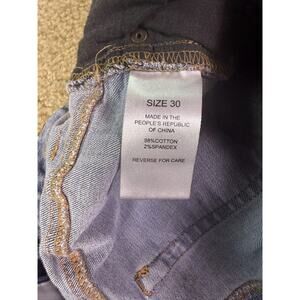 SIZE 30
MADE IN THE
PEOPLE'S REPUBLIC
OF CHINA
98%COTTON
2%SPANDEX
REVERSE FOR CARE